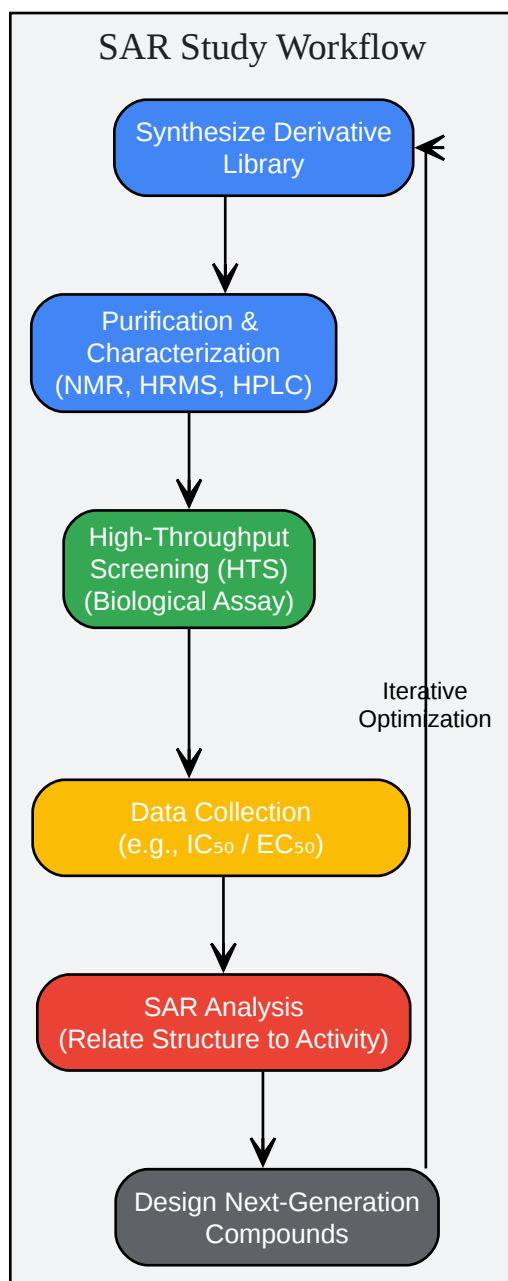 SAR Study Workflow
Synthesize Derivative
Library
Purification &
Characterization
(NMR, HRMS, HPLC)
High-Throughput
Screening (HTS)
(Biological Assay)
Iterative
Optimization
Data Collection
(e.g., IC₅₀ / EC₅₀)
SAR Analysis
(Relate Structure to Activity)
Design Next-Generation
Compounds